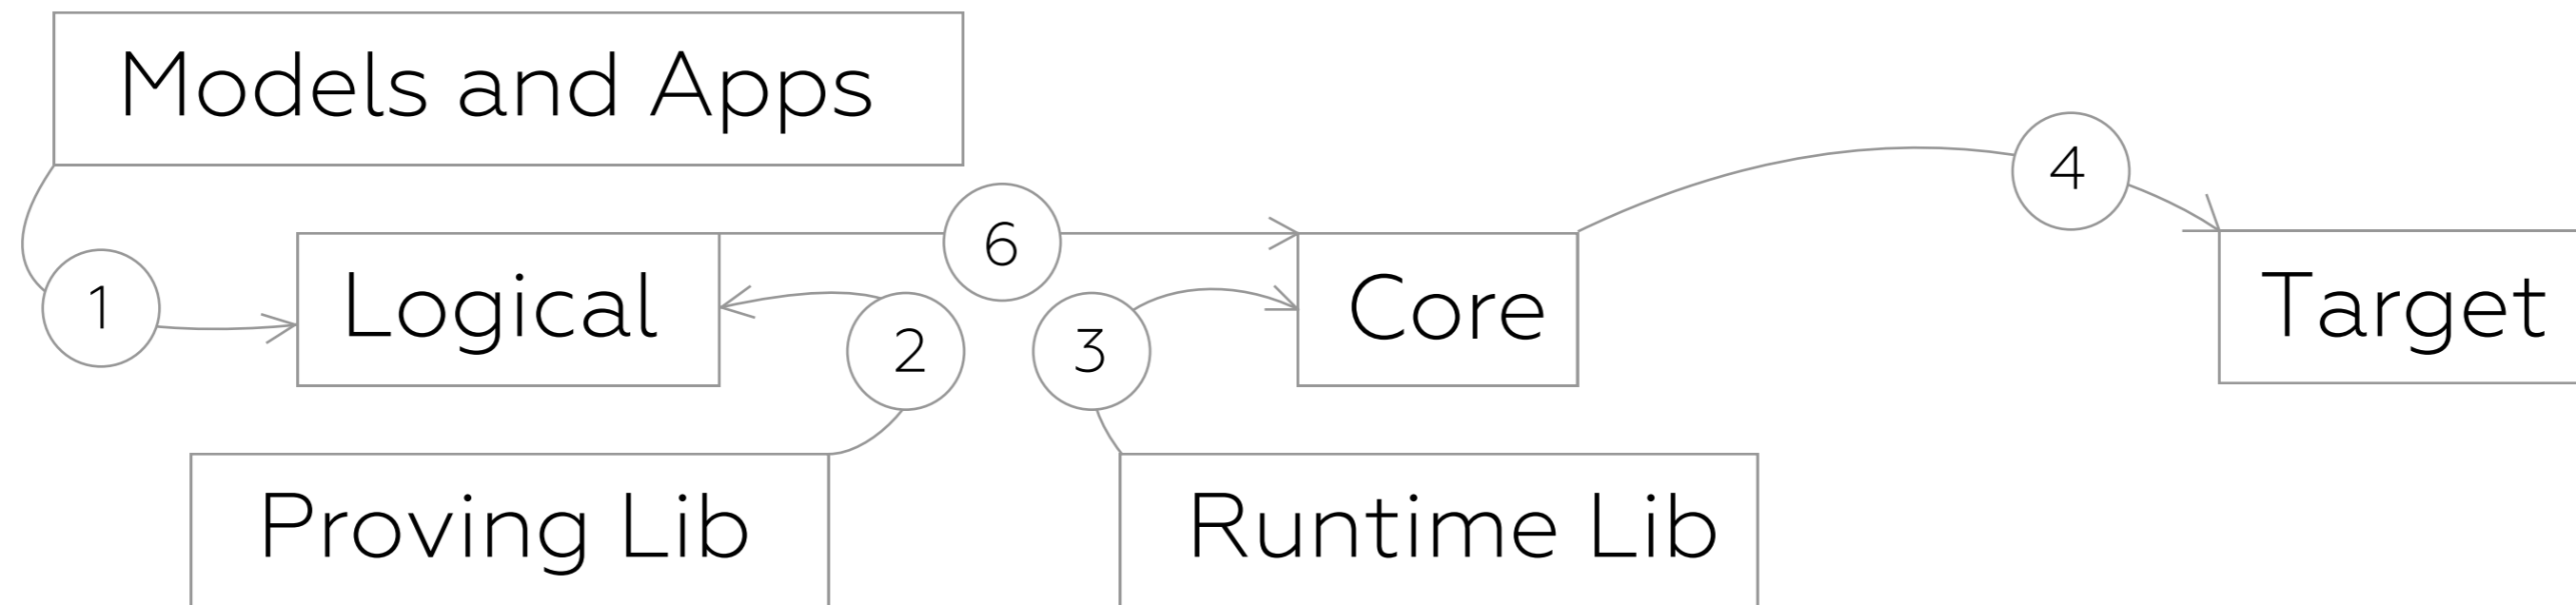 Models and Apps
4
6
1
Logical
Core
Target
2
3
Proving Lib
Runtime Lib